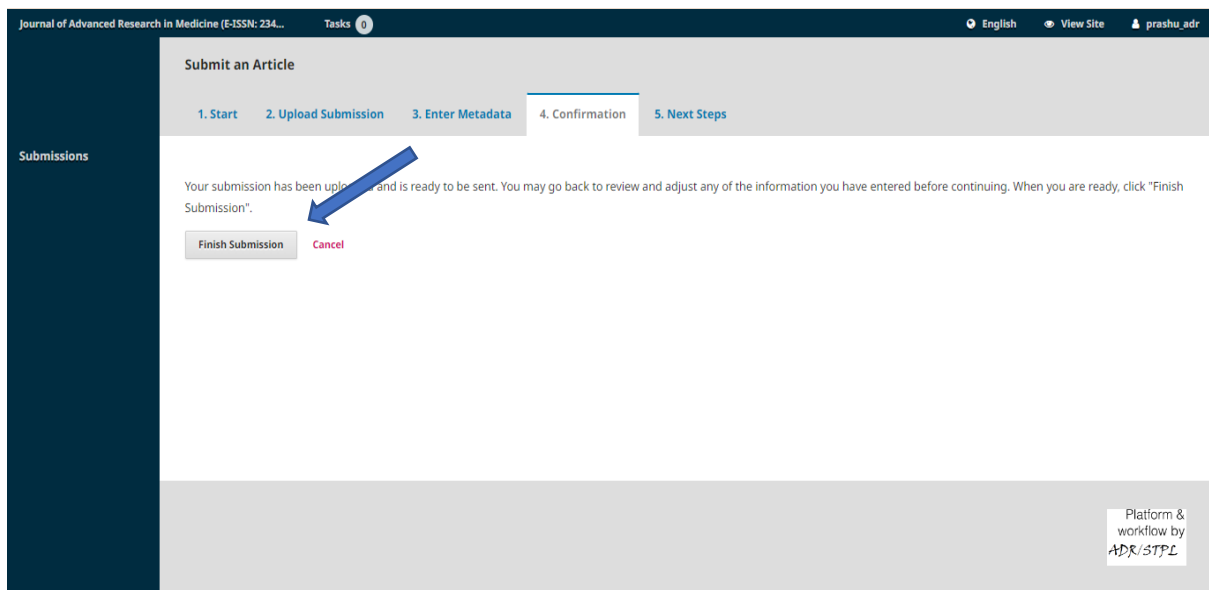 Journal of Advanced Research in Medicine (E-ISSN: 234... Tasks 0 English View Site prashu_adr
Submit an Article
1. Start 2. Upload Submission 3. Enter Metadata 4. Confirmation 5. Next Steps
Submissions
Your submission has been and is ready to be sent. You may go back to review and adjust any of the information you have entered before continuing. When you are ready, click "Finish
Submission".
Finish Submission Cancel
Platform &
workflow by
ADR/STPL